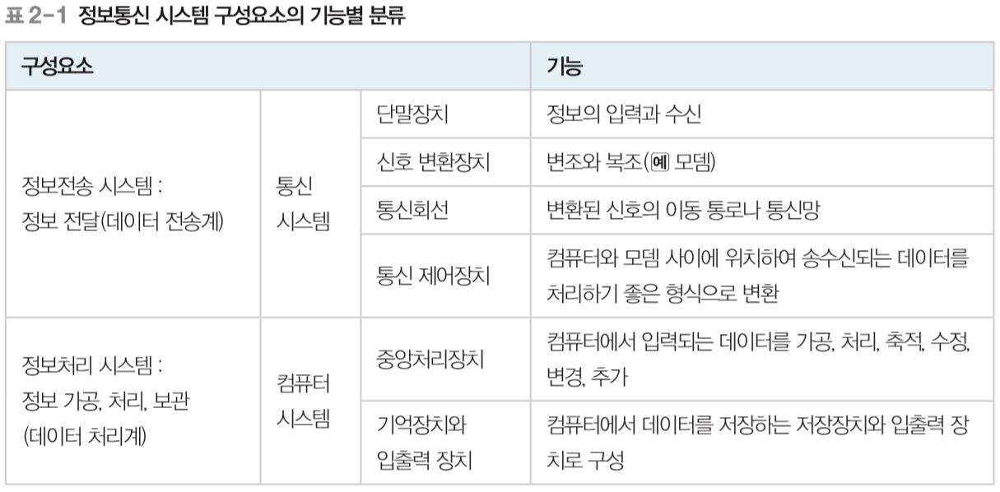 표 2-1 정보통신 시스템 구성요소의 기능별 분류
구성요소
기능
정보전송 시스템 :
정보 전달(데이터 전송계)
통신
시스템
단말장치
정보의 입력과 수신
신호 변환장치
변조와 복조(예 모뎀)
통신회선
변환된 신호의 이동 통로나 통신망
통신 제어장치
컴퓨터와 모뎀 사이에 위치하여 송수신되는 데이터를
처리하기 좋은 형식으로 변환
정보처리 시스템 :
정보 가공, 처리, 보관
(데이터 처리계)
컴퓨터
시스템
중앙처리장치
컴퓨터에서 입력되는 데이터를 가공, 처리, 축적, 수정,
변경, 추가
기억장치와
입출력 장치
컴퓨터에서 데이터를 저장하는 저장장치와 입출력 장
치로 구성